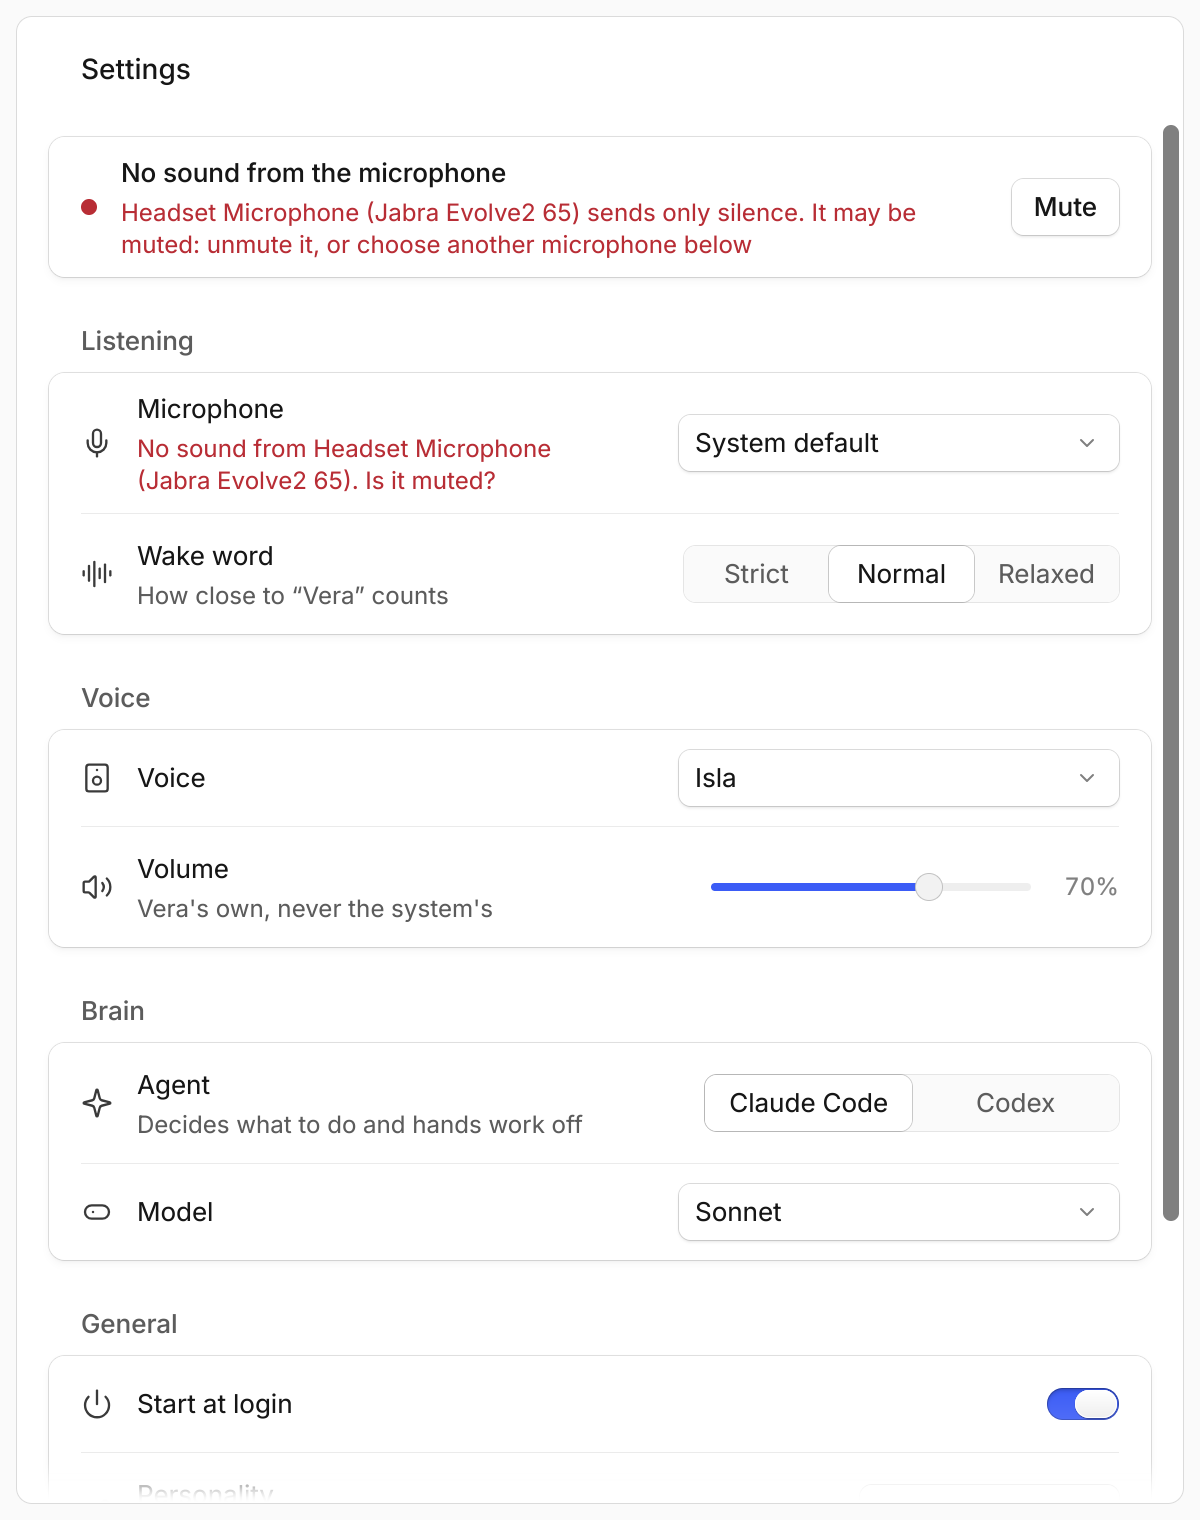 Settings
No sound from the microphone
Headset Microphone (Jabra Evolve2 65) sends only silence. It may be
muted: unmute it, or choose another microphone below
Mute
Listening
Microphone
No sound from Headset Microphone
(Jabra Evolve2 65). Is it muted?
System default
Wake word
How close to “Vera” counts
Strict
Normal
Relaxed
Voice
Voice
Isla
Volume
Vera's own, never the system's
70%
Brain
Agent
Decides what to do and hands work off
Claude Code
Codex
Model
Sonnet
General
Start at login
Personality